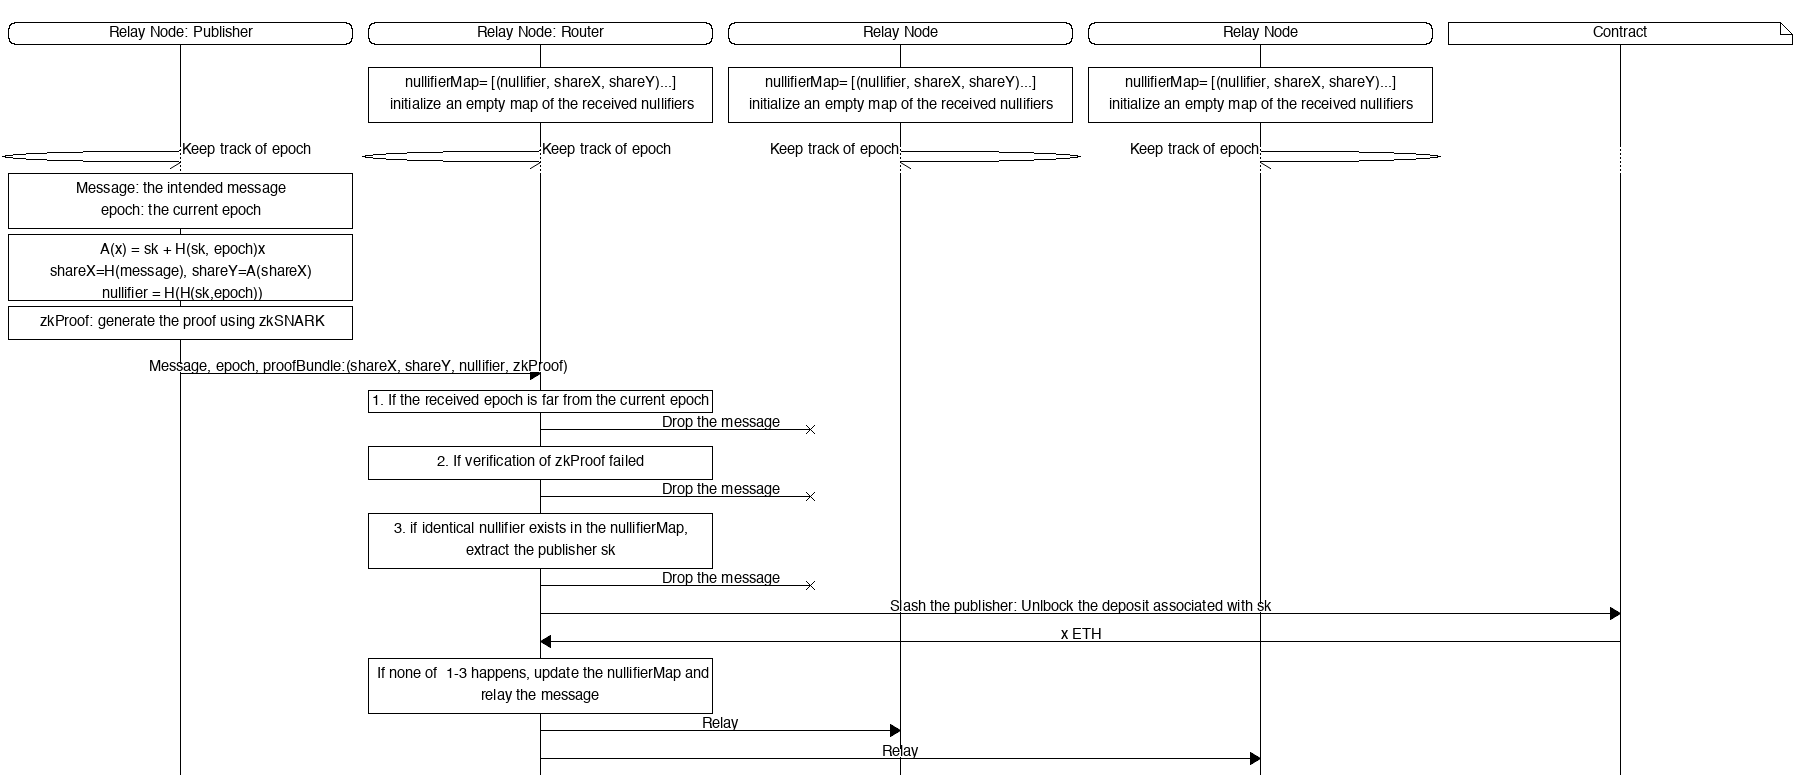 Relay Node: Publisher
Relay Node: Router
Relay Node
Relay Node
Contract
nullifierMap= [(nullifier, shareX, shareY)...]
initialize an empty map of the received nullifiers
nullifierMap= [(nullifier, shareX, shareY)...]
initialize an empty map of the received nullifiers
nullifierMap= [(nullifier, shareX, shareY)...]
initialize an empty map of the received nullifiers
Keep track of epoch
Keep track of epoch
Keep track of epoch
Keep track of epoch
Message: the intended message
epoch: the current epoch
A(x) = sk + H(sk, epoch)x
shareX=H(message), shareY=A(shareX)
nullifier = H(H(sk,epoch))
zkProof: generate the proof using zkSNARK
Message, epoch, proofBundle:(shareX, shareY, nullifier, zkProof)
1. If the received epoch is far from the current epoch
Drop the message
2. If verification of zkProof failed
Drop the message
3. if identical nullifier exists in the nullifierMap,
extract the publisher sk
Drop the message
Slash the publisher: Unlbock the deposit associated with sk
x ETH
If none of  1-3 happens, update the nullifierMap and
relay the message
Relay
Relay